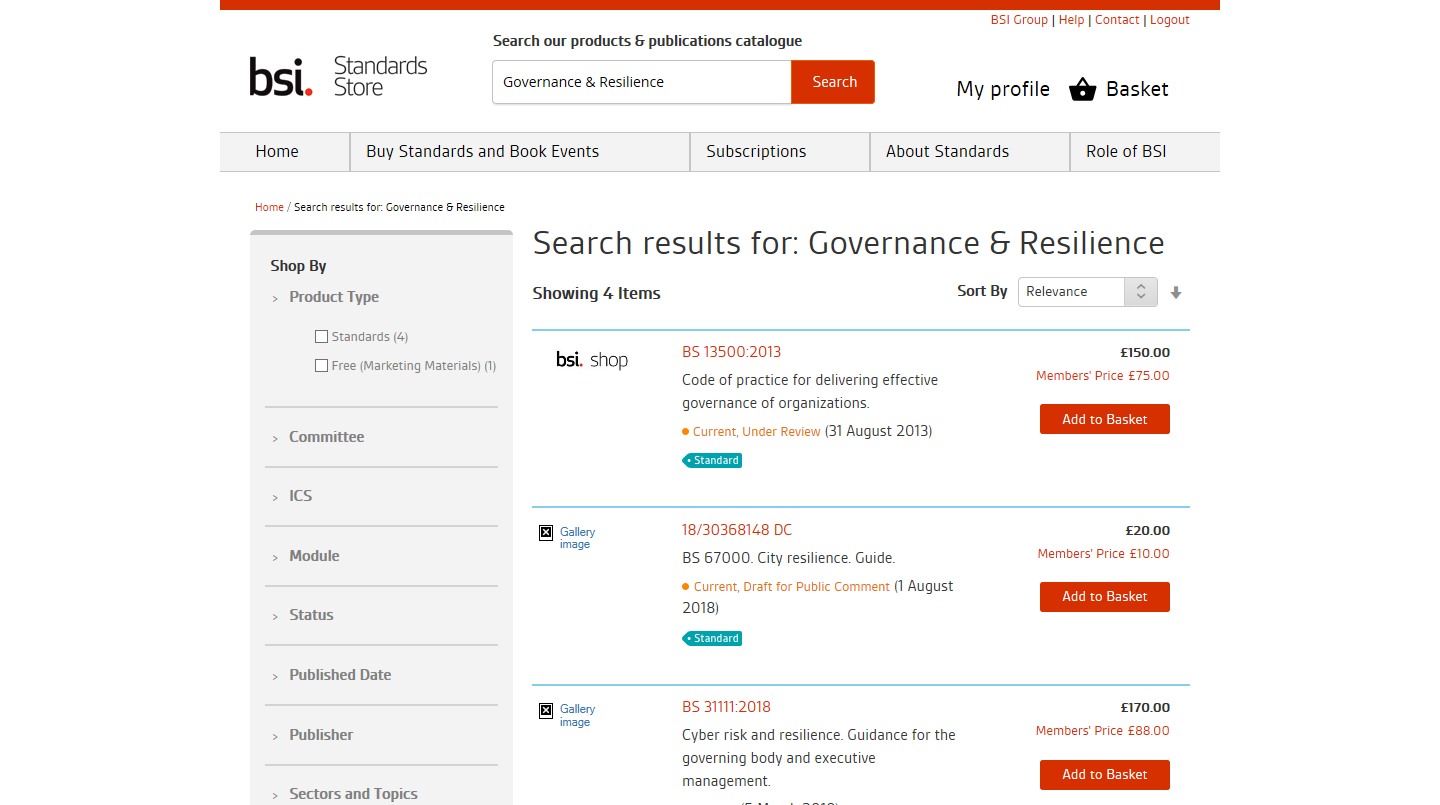 BSI Group | Help | Contact | Logout
Search our products & publications catalogue
bsi. Standards Store
Governance & Resilience
Search
My profile
Basket
Home
Buy Standards and Book Events
Subscriptions
About Standards
Role of BSI
Home / Search results for: Governance & Resilience
Shop By
> Product Type
Standards (4)
Free (Marketing Materials) (1)
> Committee
> ICS
> Module
> Status
> Published Date
> Publisher
> Sectors and Topics
Search results for: Governance & Resilience
Showing 4 Items
Sort By
Relevance
bsi. shop
BS 13500:2013
Code of practice for delivering effective
governance of organizations.
Current, Under Review (31 August 2013)
Standard
£150.00
Members' Price £75.00
Add to Basket
Gallery
image
18/30368148 DC
BS 67000. City resilience. Guide.
Current, Draft for Public Comment (1 August
2018)
Standard
£20.00
Members' Price £10.00
Add to Basket
Gallery
image
BS 31111:2018
Cyber risk and resilience. Guidance for the
governing body and executive
management.
£170.00
Members' Price £88.00
Add to Basket